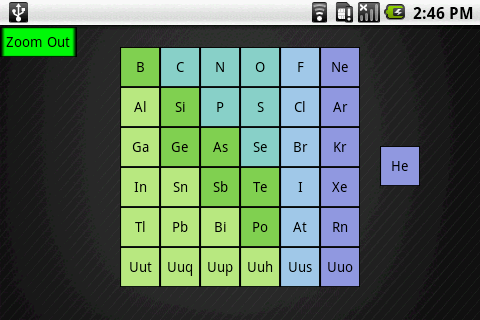 2:46 PM
Zoom Out
B C N O F Ne
Al Si P S Cl Ar
Ga Ge As Se Br Kr
He
In Sn Sb Te I Xe
Tl Pb Bi Po At Rn
Uut Uuq Uup Uuh Uus Uuo